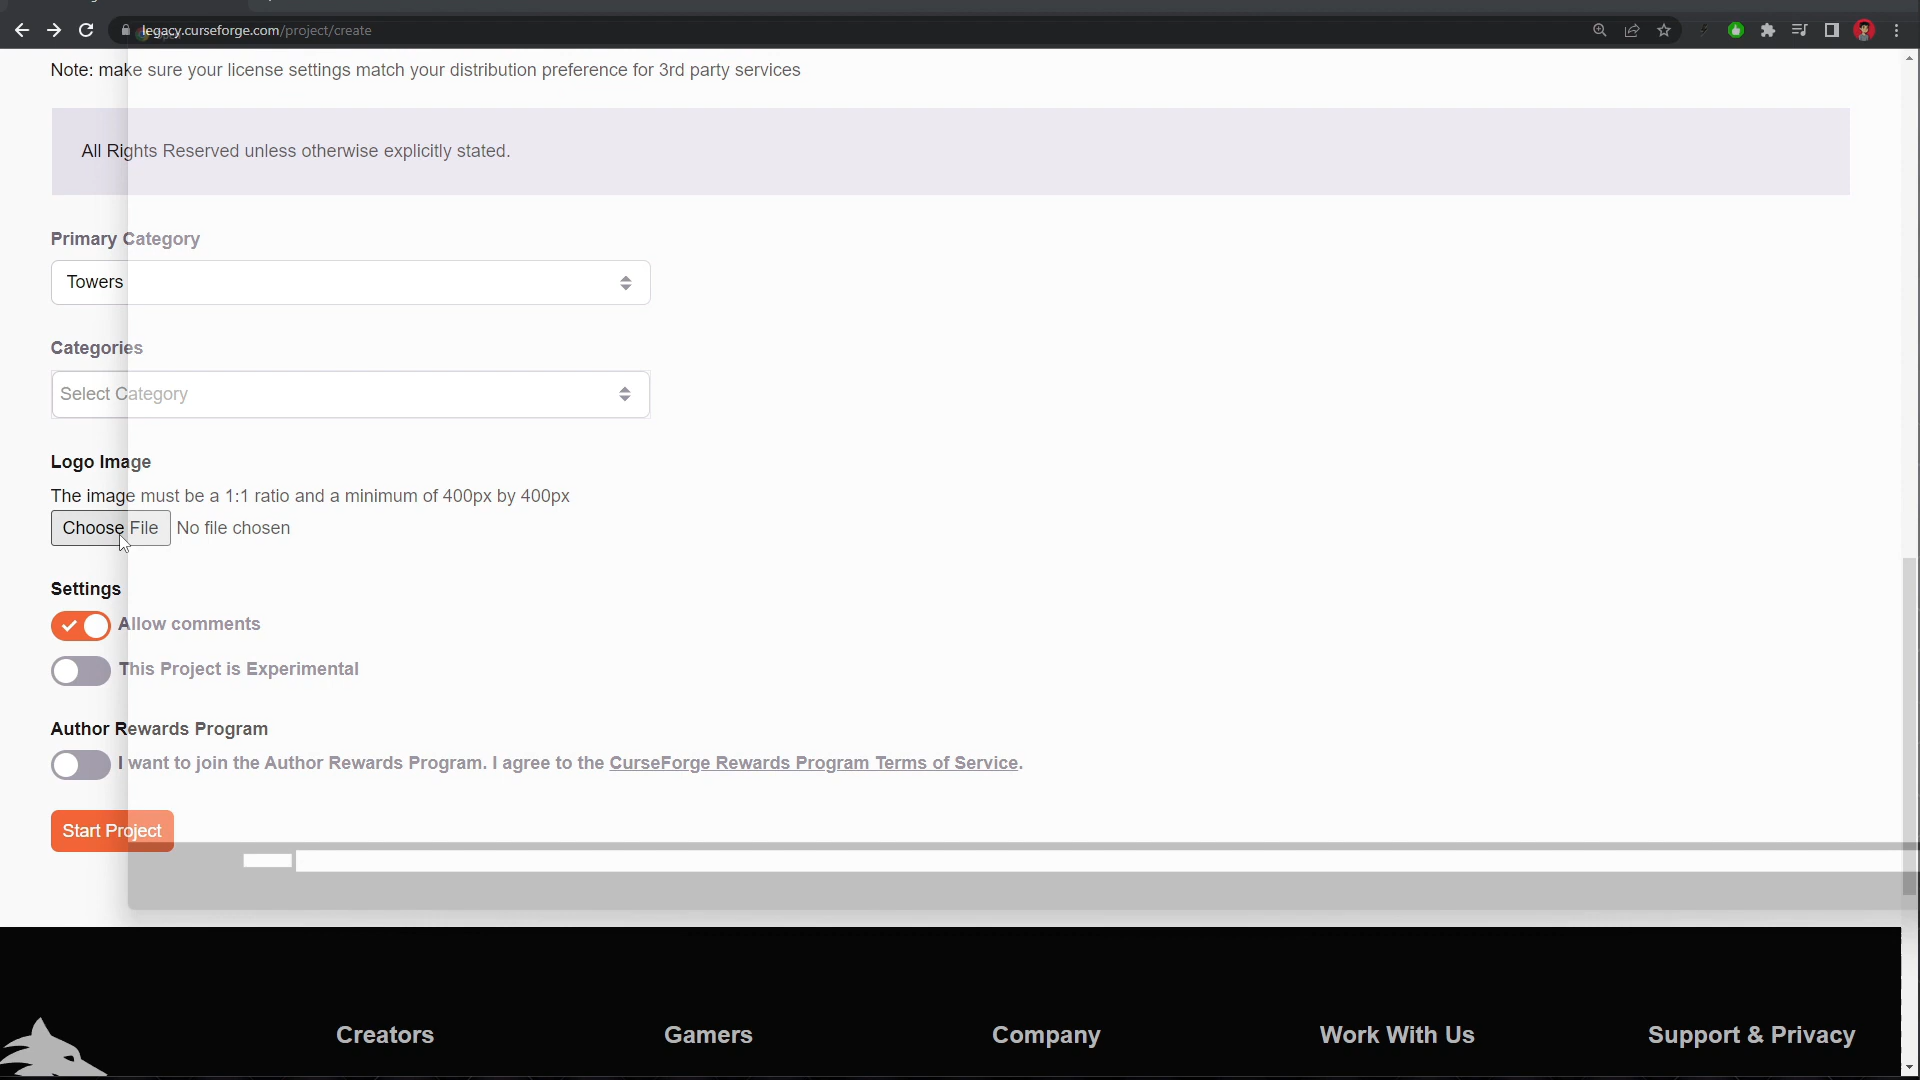 legacy.curseforge.com/project/create
Note: make sure your license settings match your distribution preference for 3rd party services
All Rights Reserved unless otherwise explicitly stated.
Primary Category
Towers
Categories
Select Category
Logo Image
The image must be a 1:1 ratio and a minimum of 400px by 400px
Choose File No file chosen
Settings
Allow comments
This Project is Experimental
Author Rewards Program
I want to join the Author Rewards Program. I agree to the CurseForge Rewards Program Terms of Service.
Start Project
Creators Gamers Company Work With Us Support & Privacy